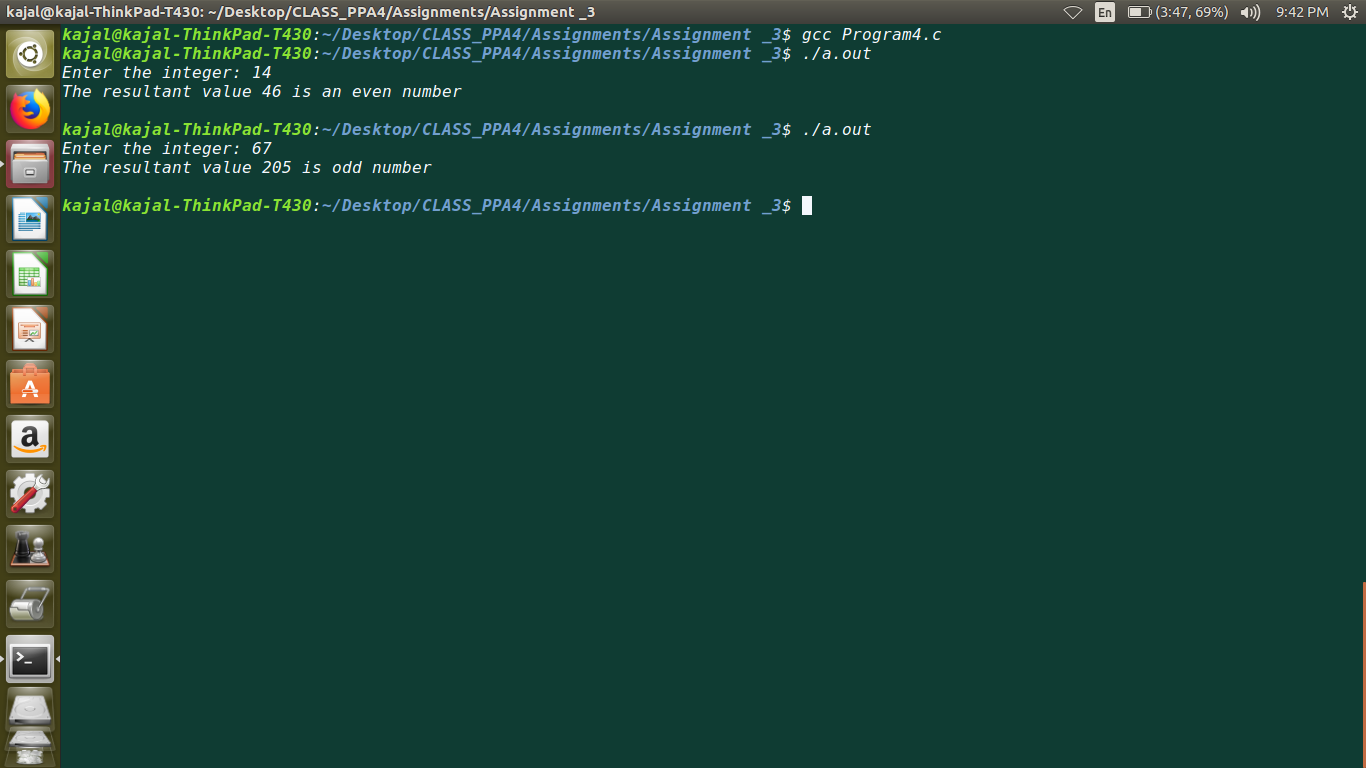 kajal@kajal-ThinkPad-T430: ~/Desktop/CLASS_PPA4/Assignments/Assignment _3
En (3:47, 69%) 9:42 PM
kajal@kajal-ThinkPad-T430:~/Desktop/CLASS_PPA4/Assignments/Assignment _3$ gcc Program4.c
kajal@kajal-ThinkPad-T430:~/Desktop/CLASS_PPA4/Assignments/Assignment _3$ ./a.out
Enter the integer: 14
The resultant value 46 is an even number
kajal@kajal-ThinkPad-T430:~/Desktop/CLASS_PPA4/Assignments/Assignment _3$ ./a.out
Enter the integer: 67
The resultant value 205 is odd number
kajal@kajal-ThinkPad-T430:~/Desktop/CLASS_PPA4/Assignments/Assignment _3$